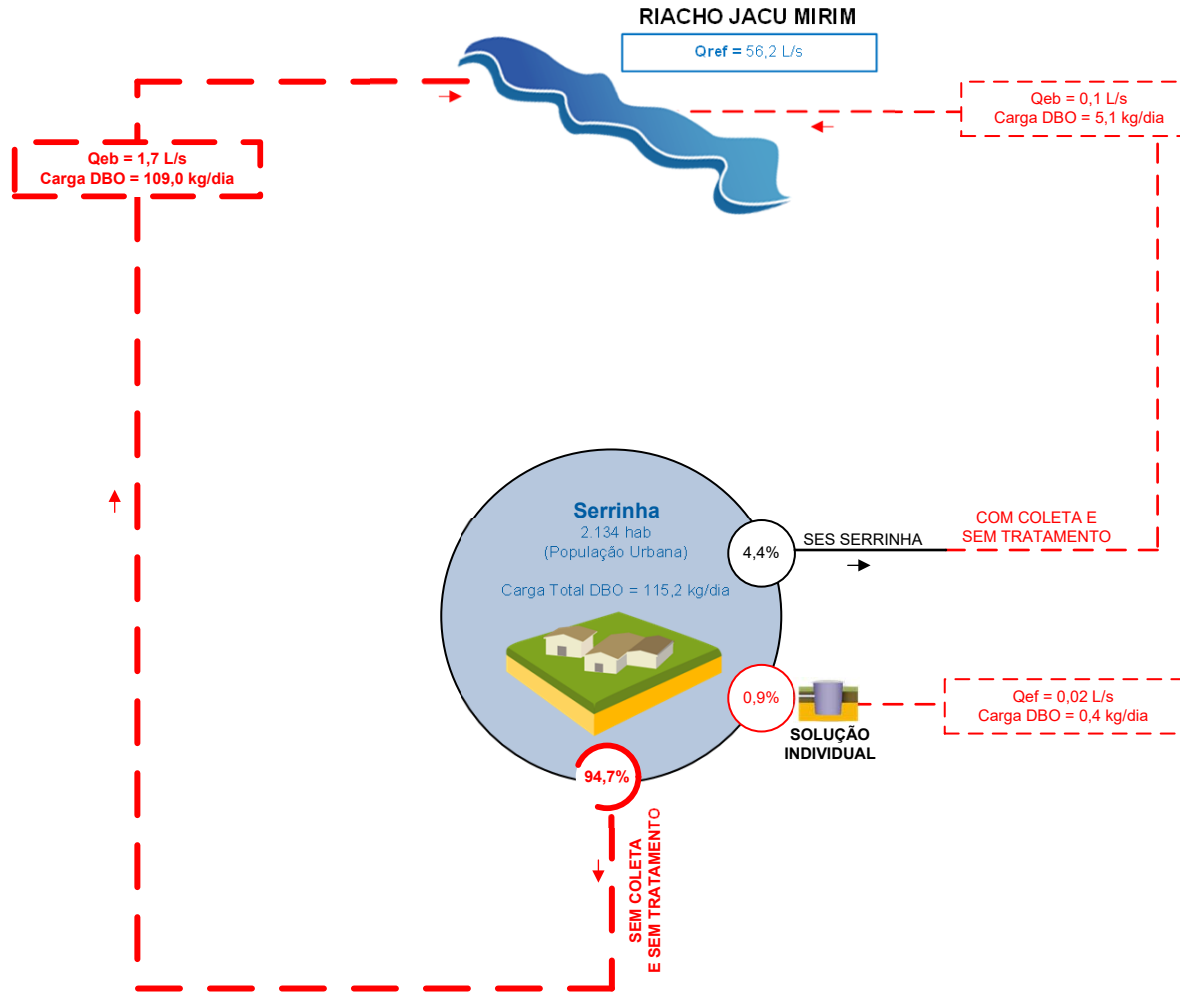 RIACHO JACU MIRIM
Qref = 56,2 L/s
Qeb = 0,1 L/s
Carga DBO = 5,1 kg/dia
Qeb = 1,7 L/s
Carga DBO = 109,0 kg/dia
Serrinha
2.134 hab
(População Urbana)
Carga Total DBO = 115,2 kg/dia
4,4%
SES SERRINHA
COM COLETA E
SEM TRATAMENTO
0,9%
SOLUÇÃO
INDIVIDUAL
Qef = 0,02 L/s
Carga DBO = 0,4 kg/dia
94,7%
SEM COLETA
E SEM TRATAMENTO